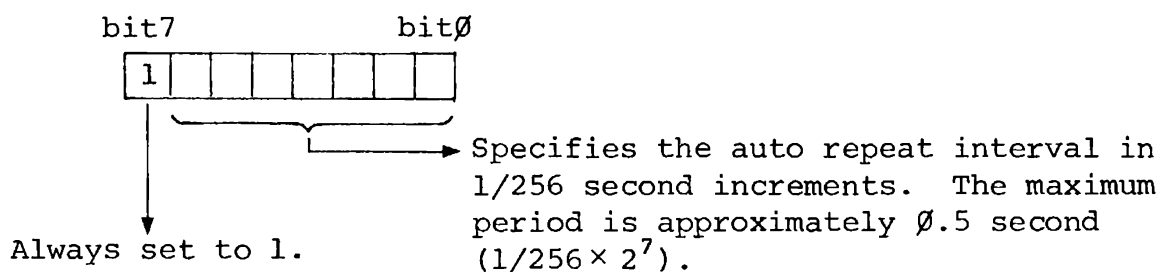 bit7 bitØ
1
Specifies the auto repeat interval in
1/256 second increments. The maximum
period is approximately Ø.5 second
Always set to 1. (1/256 × 2⁷).